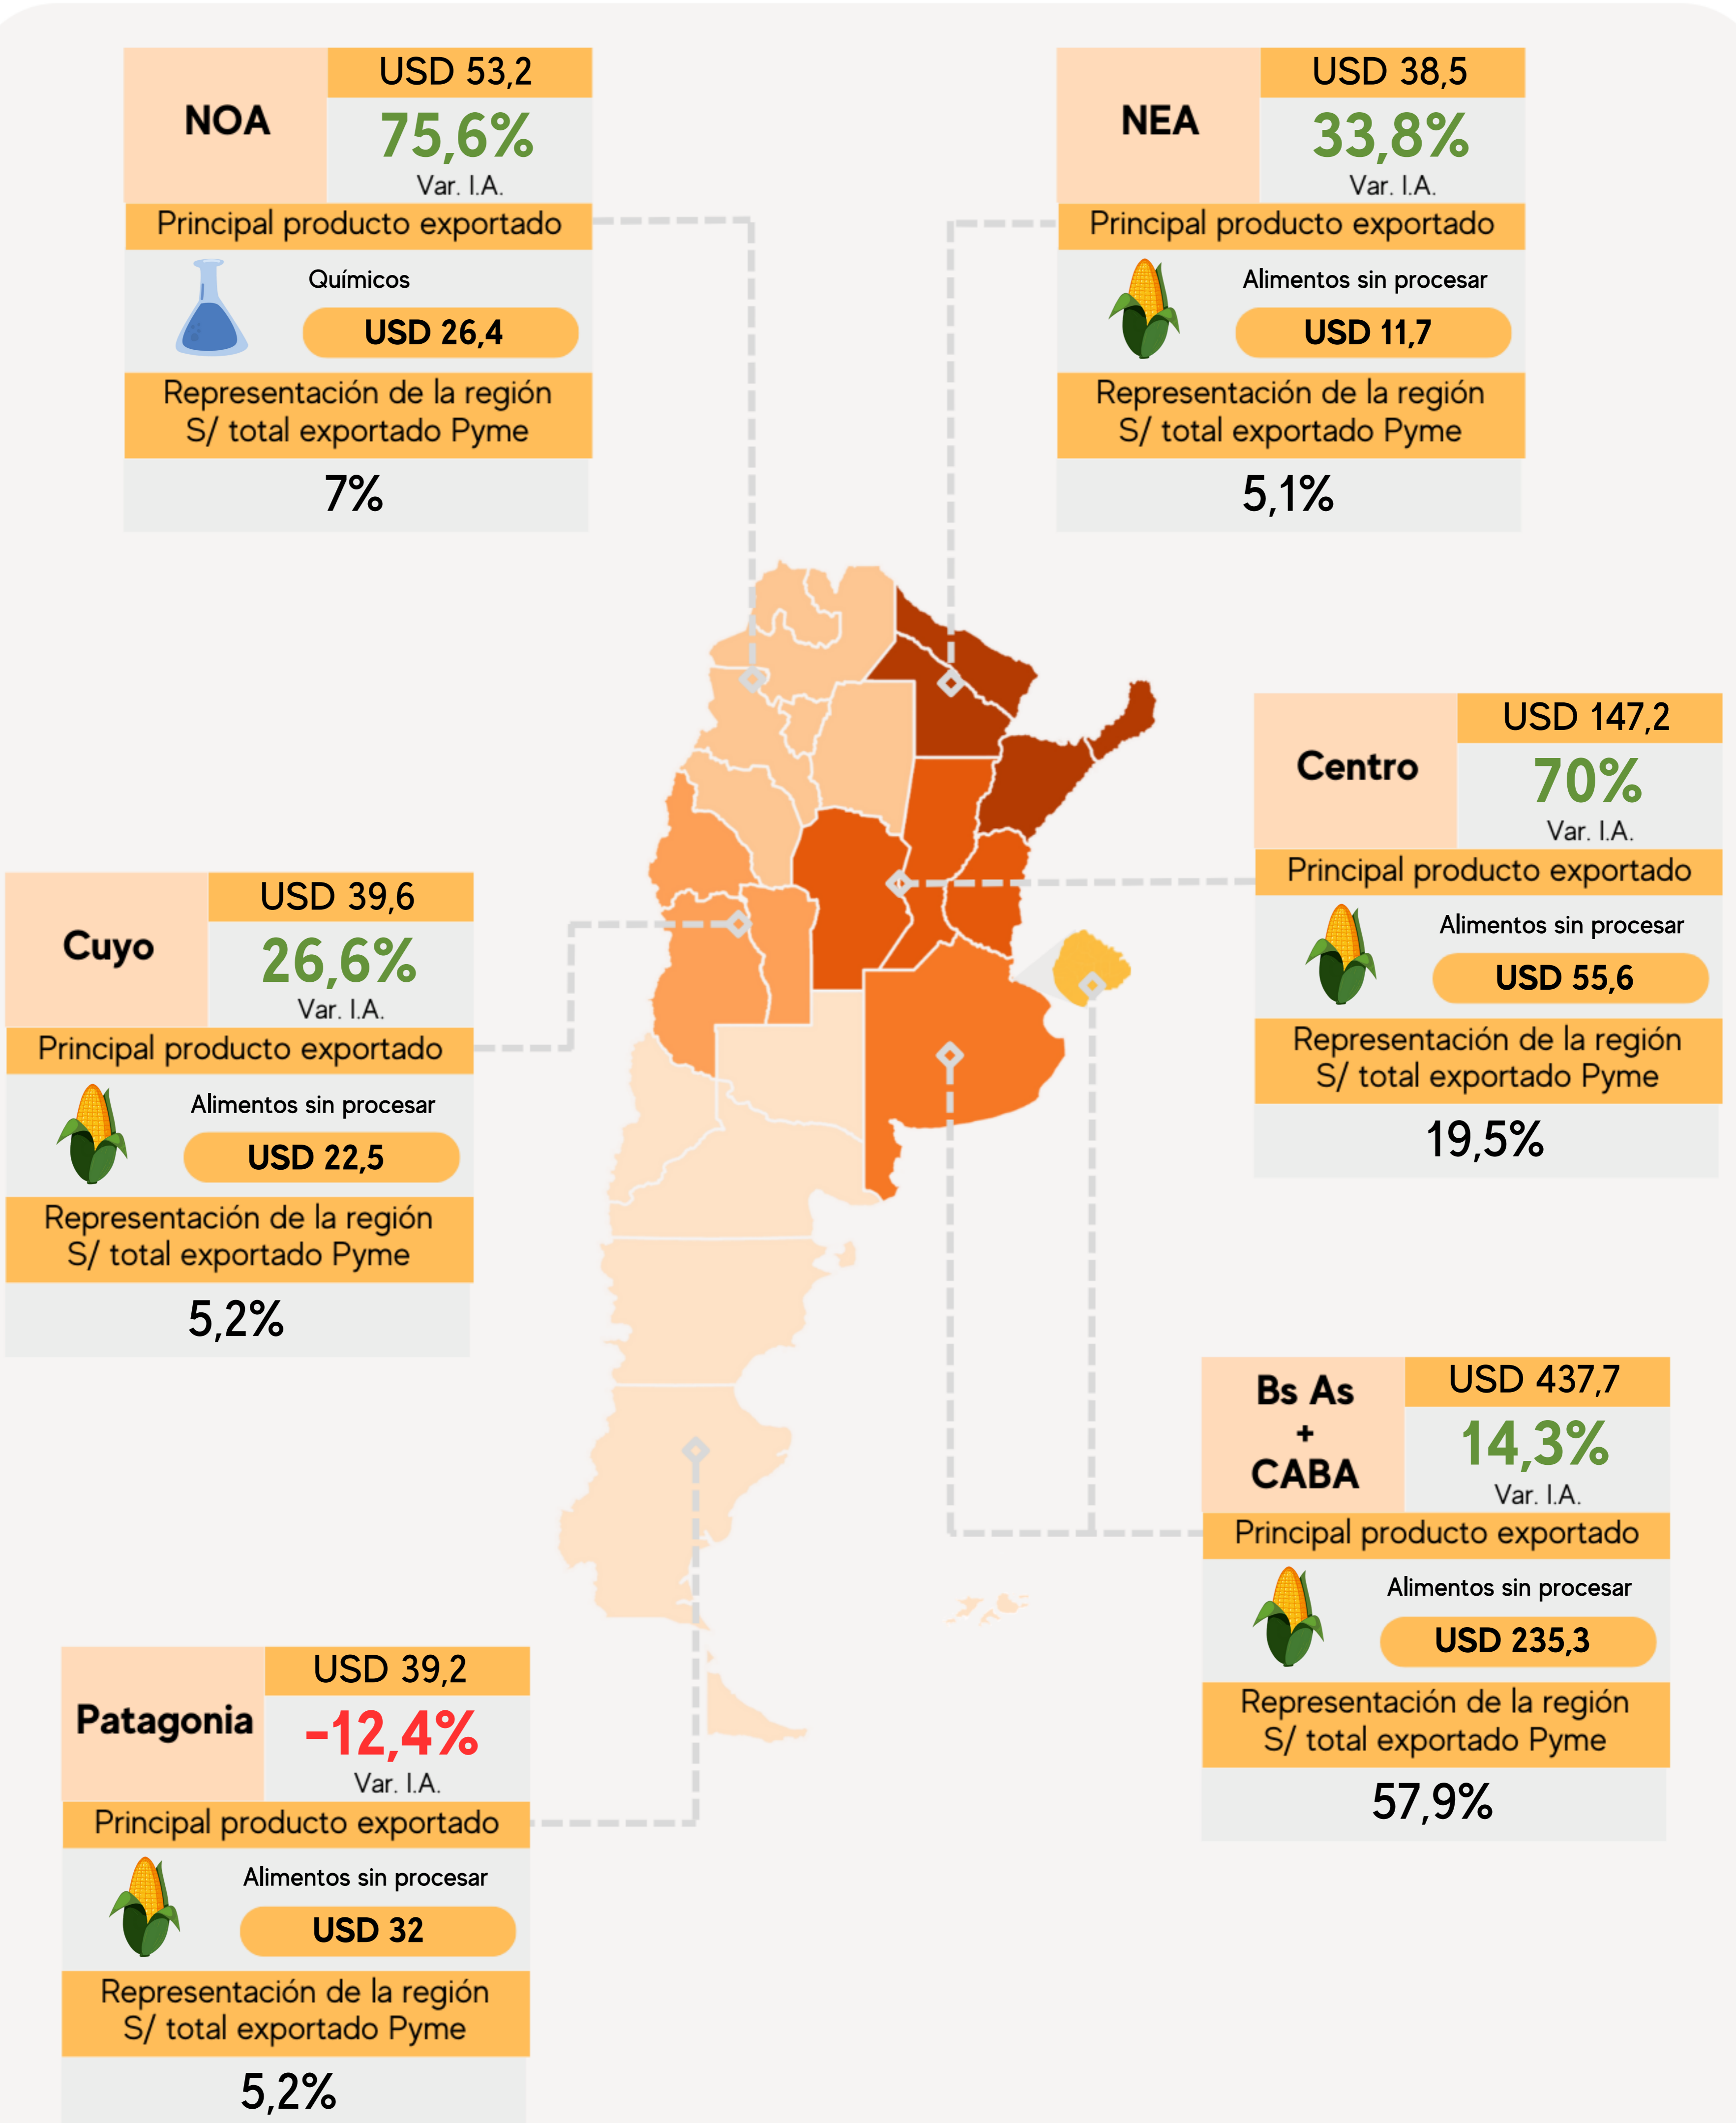 NOA
USD 53,2
75,6%
Var. I.A.
Principal producto exportado
Químicos
USD 26,4
Representación de la región
S/ total exportado Pyme
7%
NEA
USD 38,5
33,8%
Var. I.A.
Principal producto exportado
Alimentos sin procesar
USD 11,7
Representación de la región
S/ total exportado Pyme
5,1%
Centro
USD 147,2
70%
Var. I.A.
Principal producto exportado
Alimentos sin procesar
USD 55,6
Representación de la región
S/ total exportado Pyme
19,5%
Cuyo
USD 39,6
26,6%
Var. I.A.
Principal producto exportado
Alimentos sin procesar
USD 22,5
Representación de la región
S/ total exportado Pyme
5,2%
Bs As
+
CABA
USD 437,7
14,3%
Var. I.A.
Principal producto exportado
Alimentos sin procesar
USD 235,3
Representación de la región
S/ total exportado Pyme
57,9%
Patagonia
USD 39,2
-12,4%
Var. I.A.
Principal producto exportado
Alimentos sin procesar
USD 32
Representación de la región
S/ total exportado Pyme
5,2%